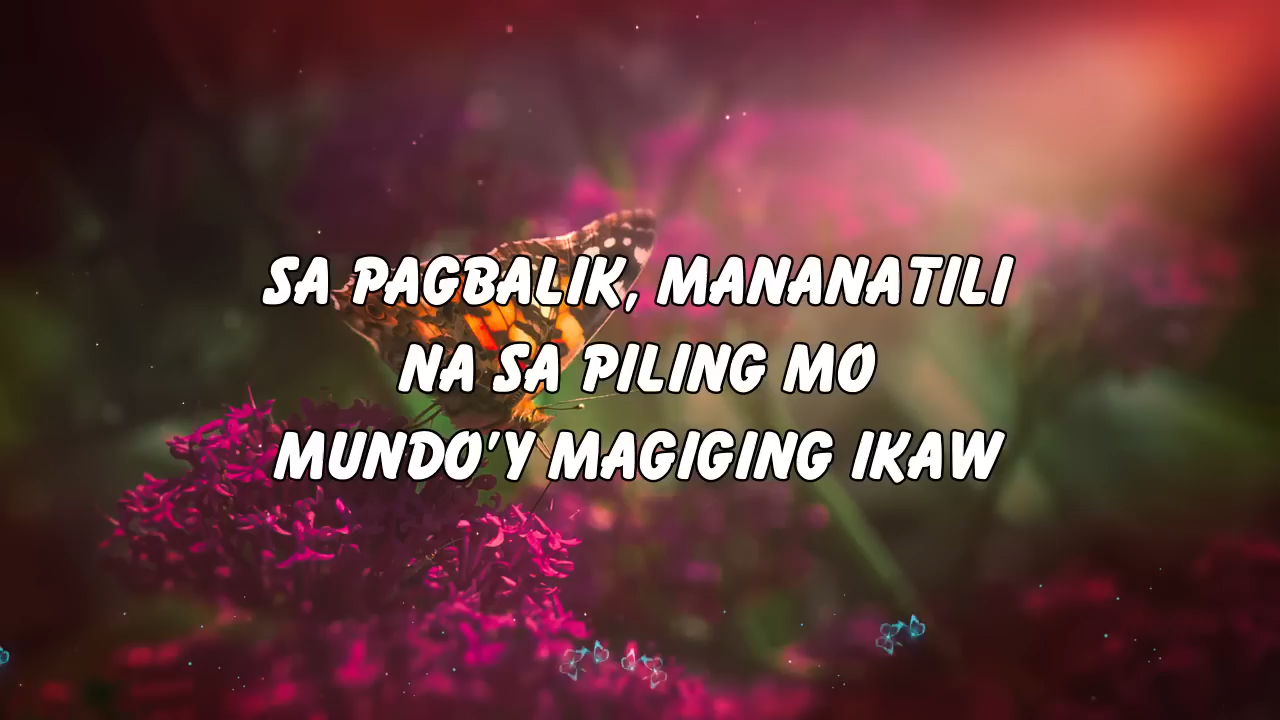 SA PAGBALIK, MANANATILI
NA SA PILING MO
MUNDO'Y MAGIGING IKAW